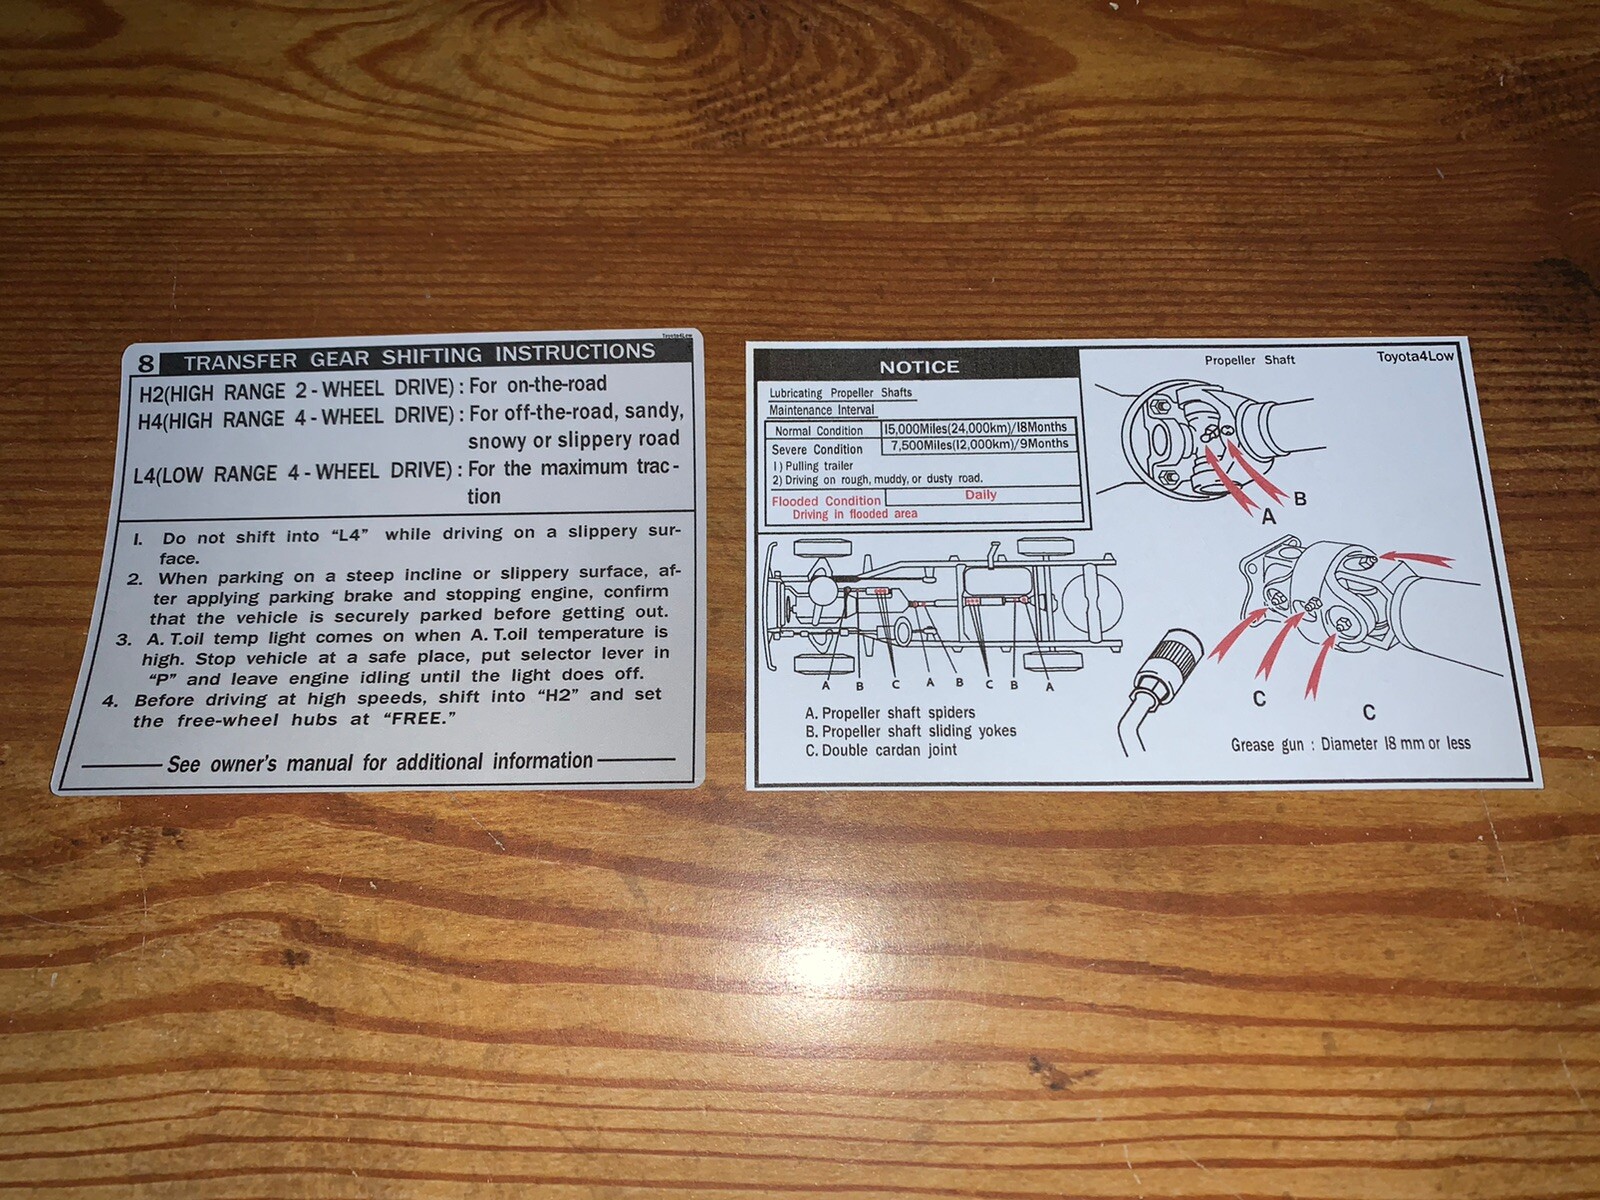 Toyota4Low
8 TRANSFER GEAR SHIFTING INSTRUCTIONS
H2(HIGH RANGE 2-WHEEL DRIVE) : For on-the-road
H4(HIGH RANGE 4-WHEEL DRIVE) : For off-the-road, sandy,
snowy or slippery road
L4(LOW RANGE 4-WHEEL DRIVE) : For the maximum trac-
tion
1. Do not shift into “L4” while driving on a slippery sur-
face.
2. When parking on a steep incline or slippery surface, af-
ter applying parking brake and stopping engine, confirm
that the vehicle is securely parked before getting out.
3. A.T.oil temp light comes on when A.T.oil temperature is
high. Stop vehicle at a safe place, put selector lever in
“P” and leave engine idling until the light does off.
4. Before driving at high speeds, shift into “H2” and set
the free-wheel hubs at “FREE.”
See owner's manual for additional information
NOTICE
Lubricating Propeller Shafts
Maintenance Interval
Normal Condition 15,000Miles(24,000km)/18Months
Severe Condition 7,500Miles(12,000km)/9Months
1) Pulling trailer
2) Driving on rough, muddy, or dusty road.
Flooded Condition Daily
Driving in flooded area
A B C A B C B A
A. Propeller shaft spiders
B. Propeller shaft sliding yokes
C. Double cardan joint
Propeller Shaft
Toyota4Low
B
A
C
C
Grease gun : Diameter 18 mm or less